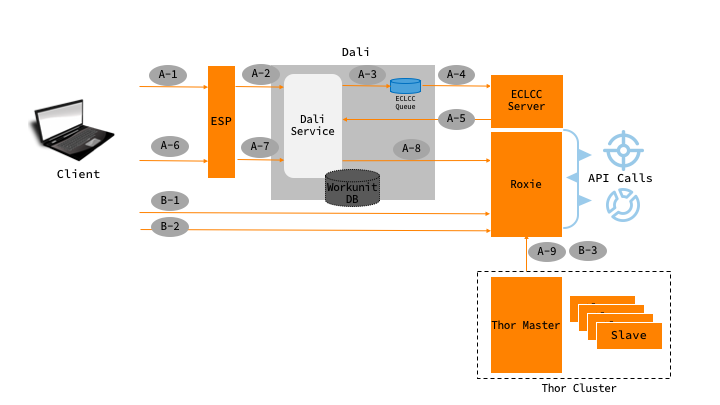 Dali
A-1
A-2
A-3
A-4
ECLCC
Queue
ECLCC
Server
ESP
Dali
Service
A-5
Client
A-6
A-7
A-8
Roxie
API Calls
Workunit
DB
B-1
B-2
A-9
B-3
Thor Master
Slave
Thor Cluster